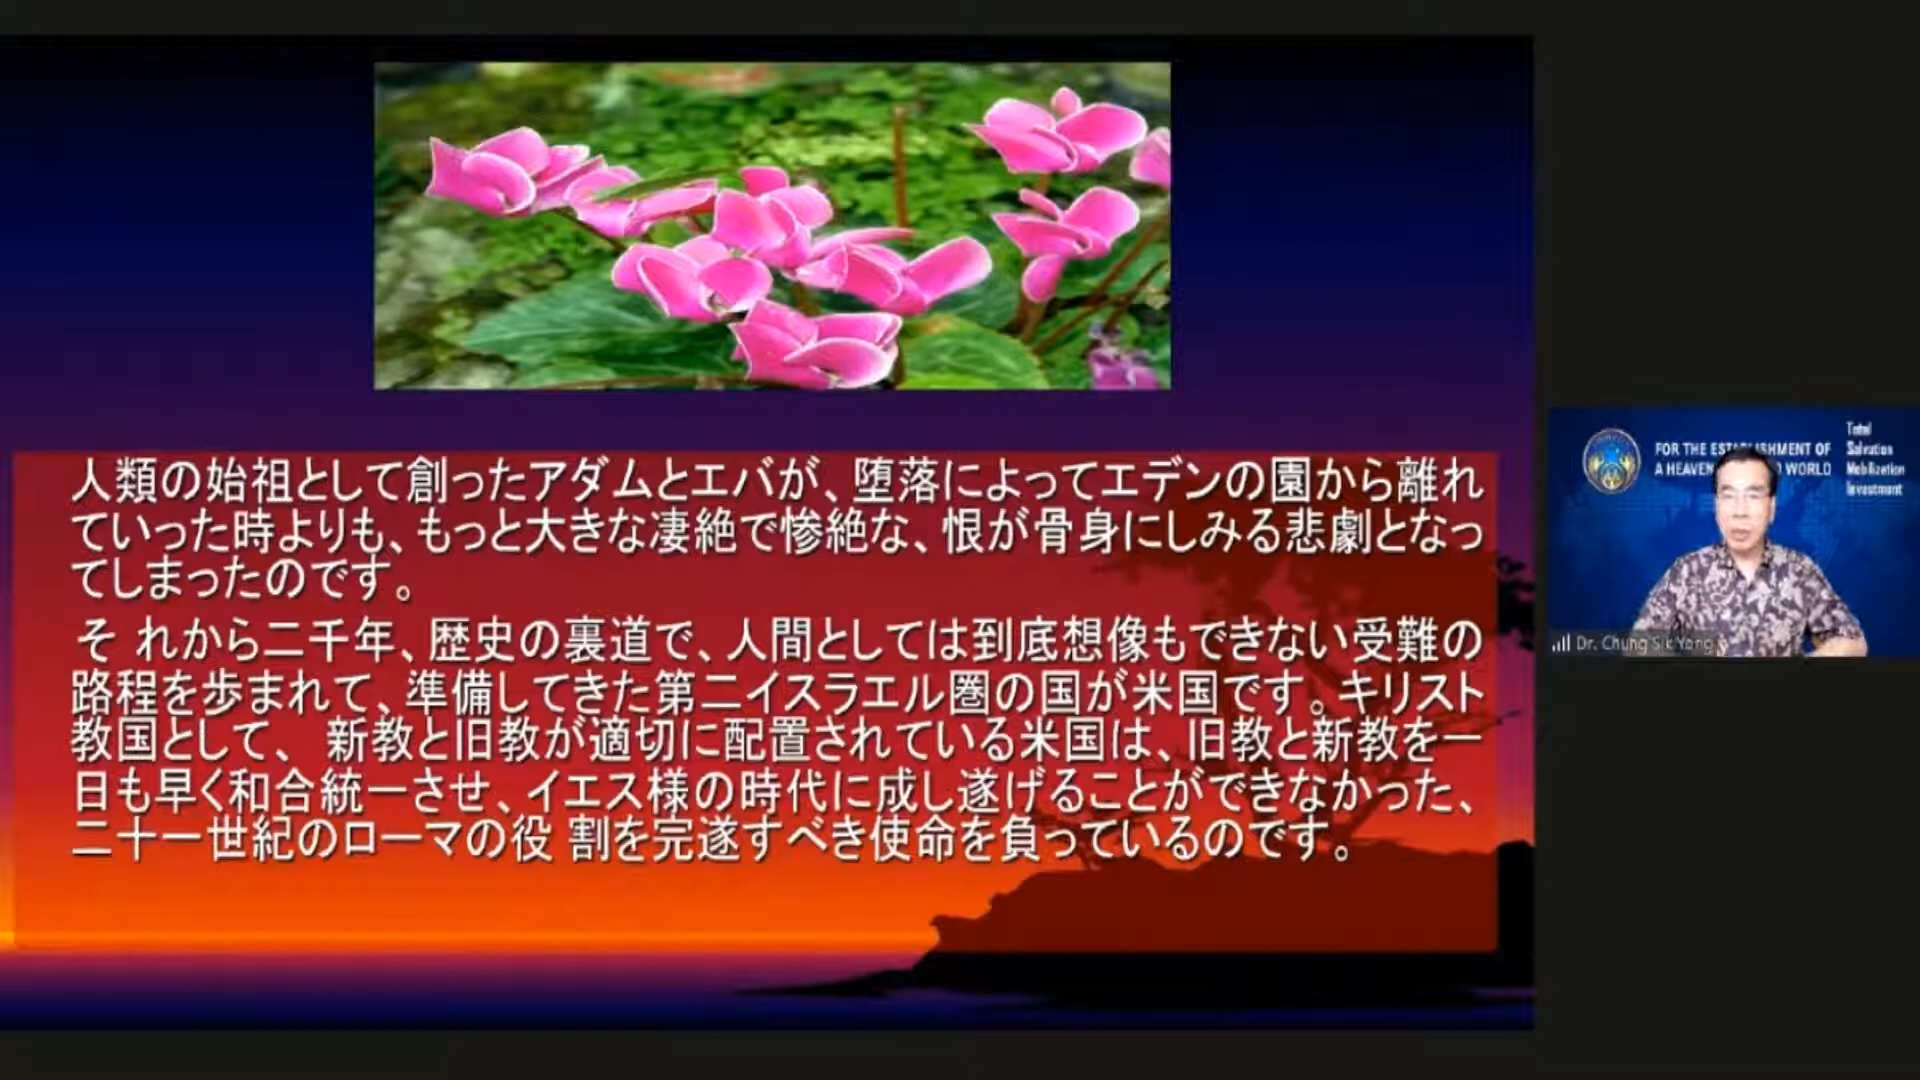 人類の始祖として創ったアダムとエバが、堕落によってエデンの園から離れ
ていった時よりも、もっと大きな凄絶で惨絶な、恨が骨身にしみる悲劇となっ
てしまったのです。
そ れから二千年、歴史の裏道で、人間としては到底想像もできない受難の
路程を歩まれて、準備してきた第二イスラエル圏の国が米国です。キリスト
教国として、 新教と旧教が適切に配置されている米国は、旧教と新教を一
日も早く和合統一させ、イエス様の時代に成し遂げることができなかった、
二十一世紀のローマの役 割を完遂すべき使命を負っているのです。
FOR THE ESTABLISHMENT OF
A HEAVEN WORLD
Total
Salvation
Mobilization
Investment
Dr. Chung Sik Yong